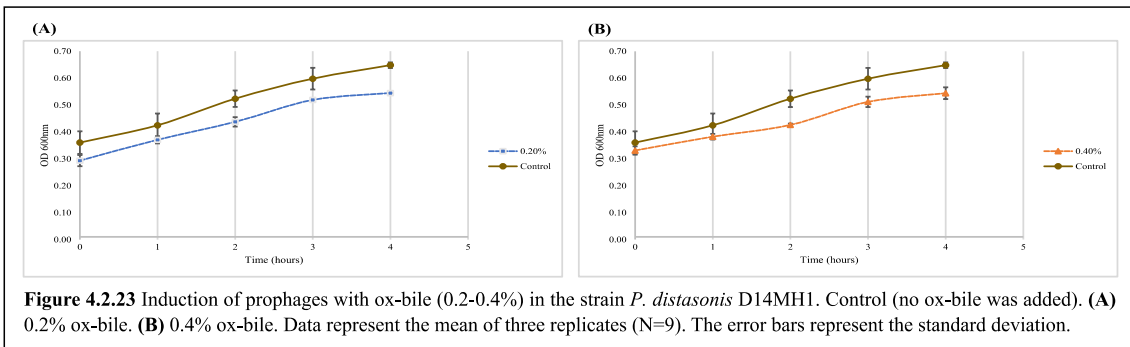 (A)
0.70
0.60
0.50
0.40
0.30
0.20
0.10
0.00
OD 600nm
0 1 2 3 4 5
Time (hours)
0.20%
Control
(B)
0.70
0.60
0.50
0.40
0.30
0.20
0.10
0.00
OD 600nm
0 1 2 3 4 5
Time (hours)
0.40%
Control
Figure 4.2.23 Induction of prophages with ox-bile (0.2-0.4%) in the strain P. distasonis D14MH1. Control (no ox-bile was added). (A)
0.2% ox-bile. (B) 0.4% ox-bile. Data represent the mean of three replicates (N=9). The error bars represent the standard deviation.